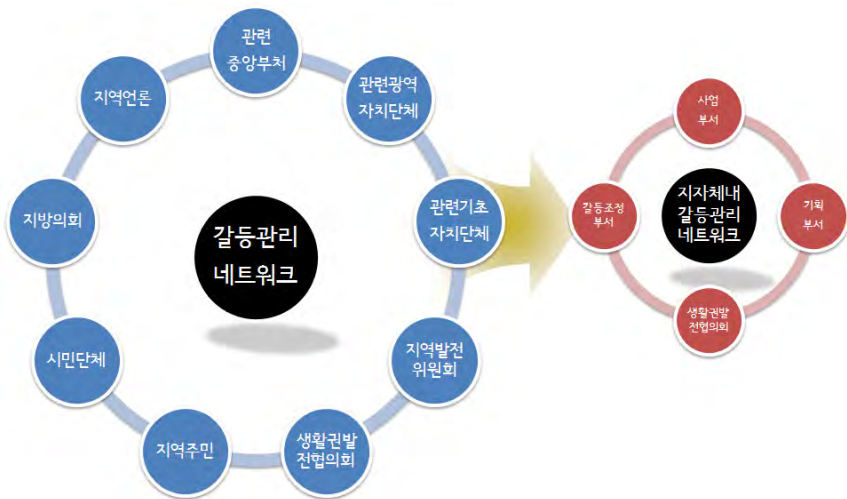 관련
중앙부처
관련광역
자치단체
관련기초
자치단체
지역발전
위원회
생활권발
전협의회
지역주민
시민단체
지방의회
지역언론
갈등관리
네트워크
사업
부서
기획
부서
생활권발
전협의회
갈등조정
부서
지자체내
갈등관리
네트워크